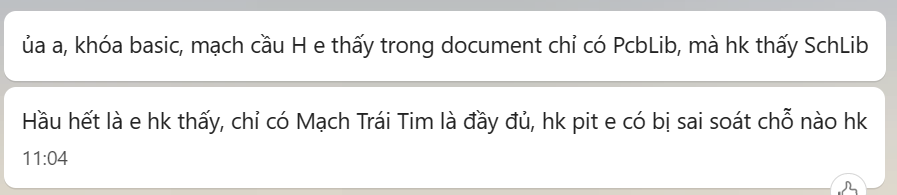 ủa a, khóa basic, mạch cầu H e thấy trong document chỉ có PcbLib, mà hk thấy SchLib
Hầu hết là e hk thấy, chỉ có Mạch Trái Tim là đầy đủ, hk pit e có bị sai soát chỗ nào hk
11:04